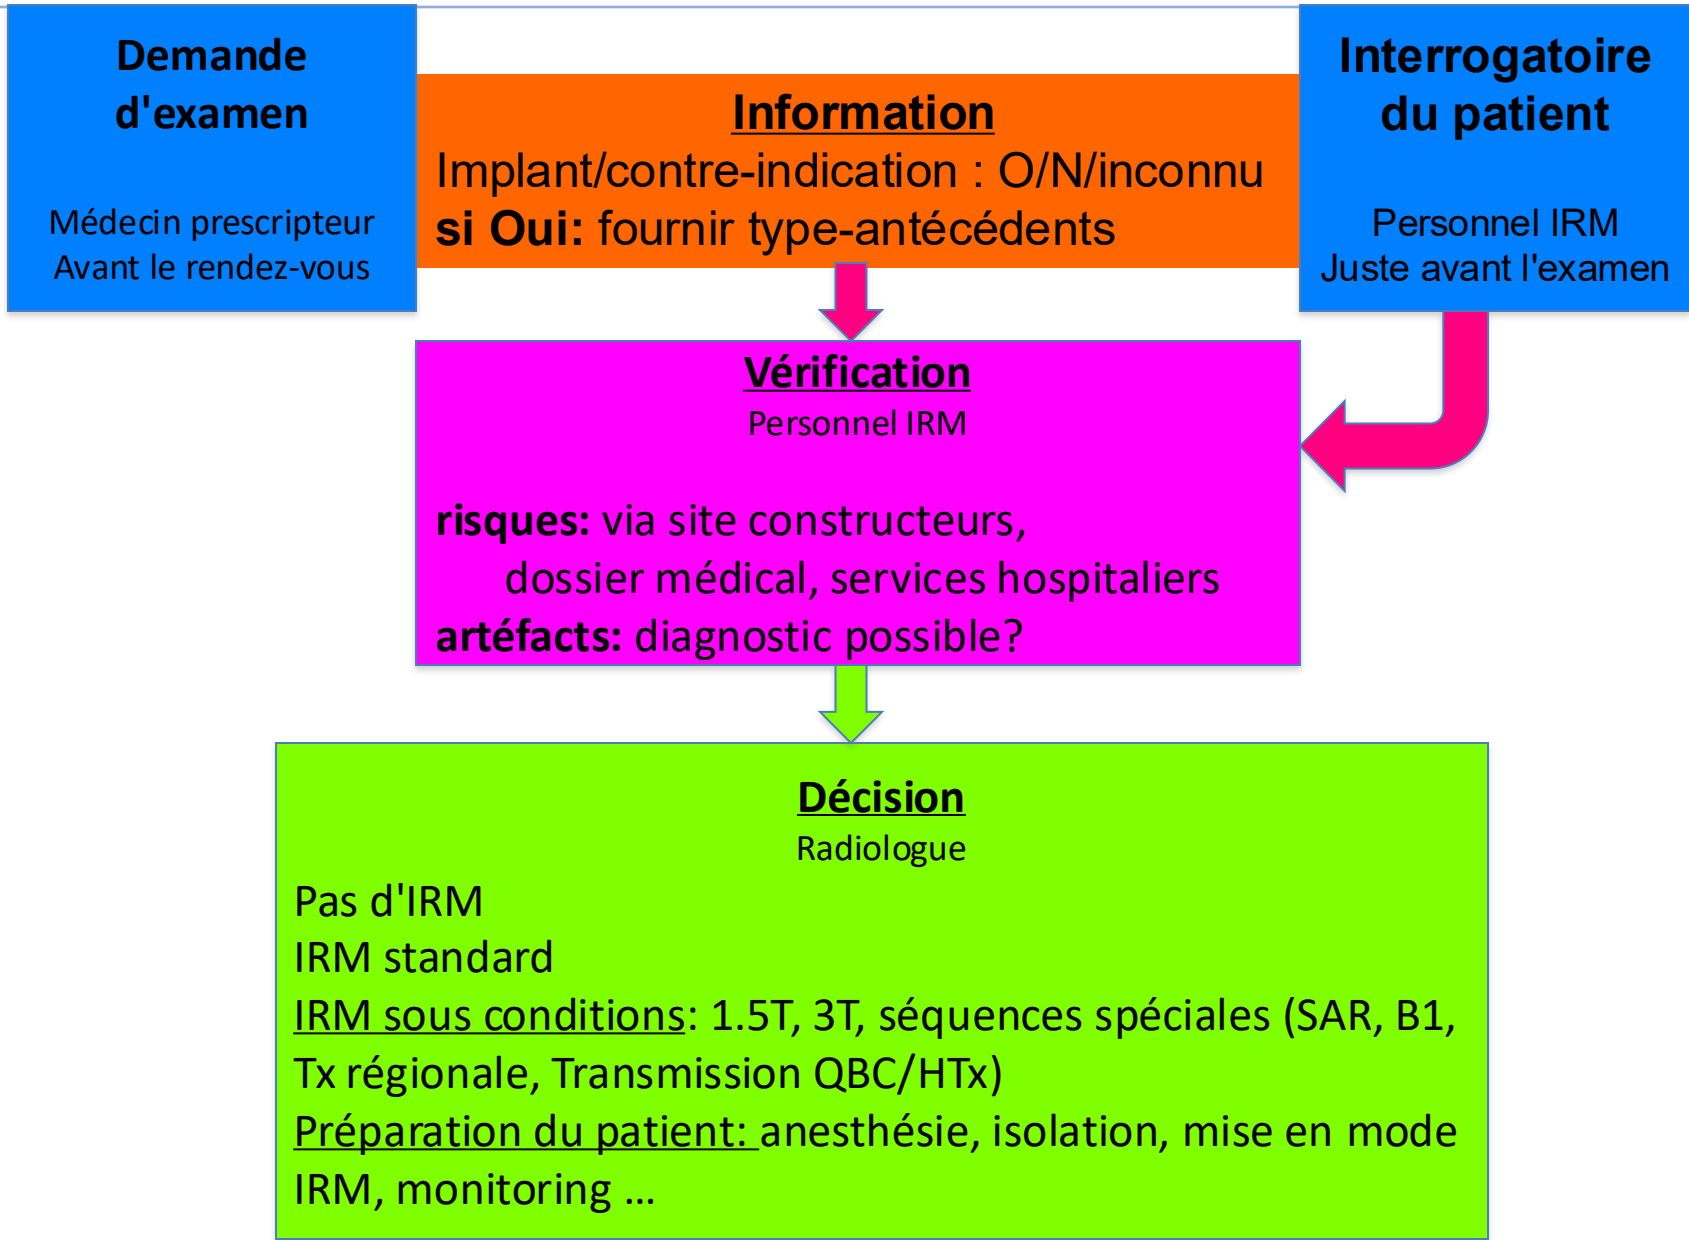 Demande
d'examen
Médecin prescripteur
Avant le rendez-vous
Information
Implant/contre-indication : O/N/inconnu
si Oui: fournir type-antécédents
Interrogatoire
du patient
Personnel IRM
Juste avant l'examen
Vérification
Personnel IRM
risques: via site constructeurs,
dossier médical, services hospitaliers
artéfacts: diagnostic possible?
Décision
Radiologue
Pas d'IRM
IRM standard
IRM sous conditions: 1.5T, 3T, séquences spéciales (SAR, B1,
Tx régionale, Transmission QBC/HTx)
Préparation du patient: anesthésie, isolation, mise en mode
IRM, monitoring ...